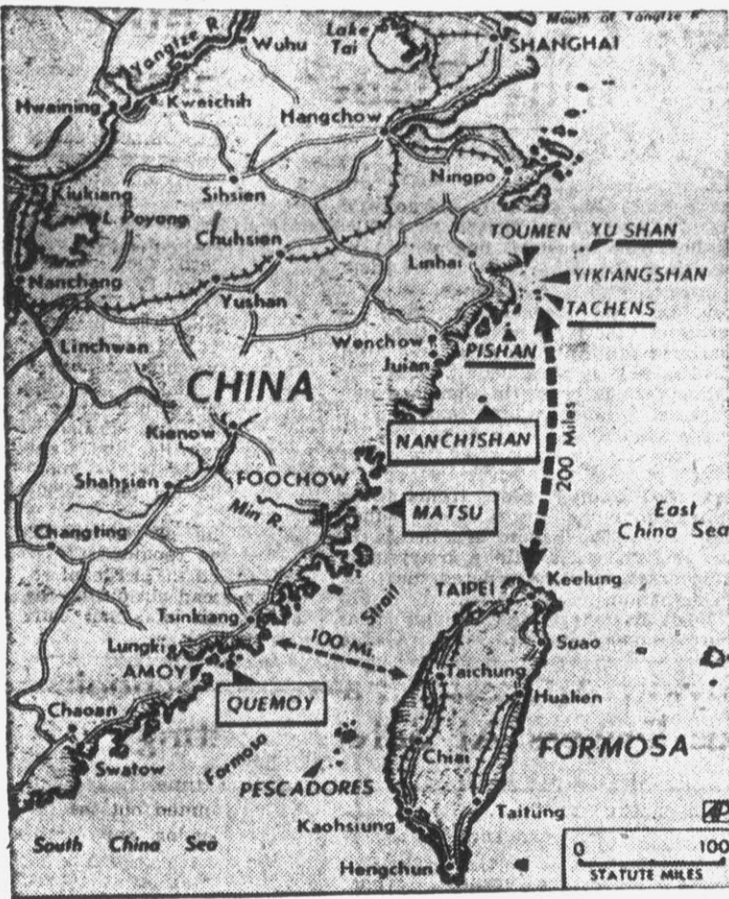 Mouth of Yangtze R
Yangtze R.
Wuhu
Lake
Tai
SHANGHAI
Hwaining
Kweichih
Hangchow
Kiukiang
L. Poyong
Sihsien
Ningpo
Chuhsien
TOUMEN
YU SHAN
Linhai
YIKIANGSHAN
Nanchang
Yushan
TACHENS
Linchwan
Wenchow
Juian
PISHAN
CHINA
NANCHISHAN
200 Miles
Kienow
Shahsien
FOOCHOW
Min R.
MATSU
East
China Sea
Changting
TAIPEI
Keelung
Strait
Tsinkiang
Lungki
100 Mi.
Suao
AMOY
Taichung
QUEMOY
Hualien
Chaoan
Formosa
Chiai
FORMOSA
Swatow
PESCADORES
Kaohsiung
Taitung
AP
South China Sea
Hengchun
0 100
STATUTE MILES